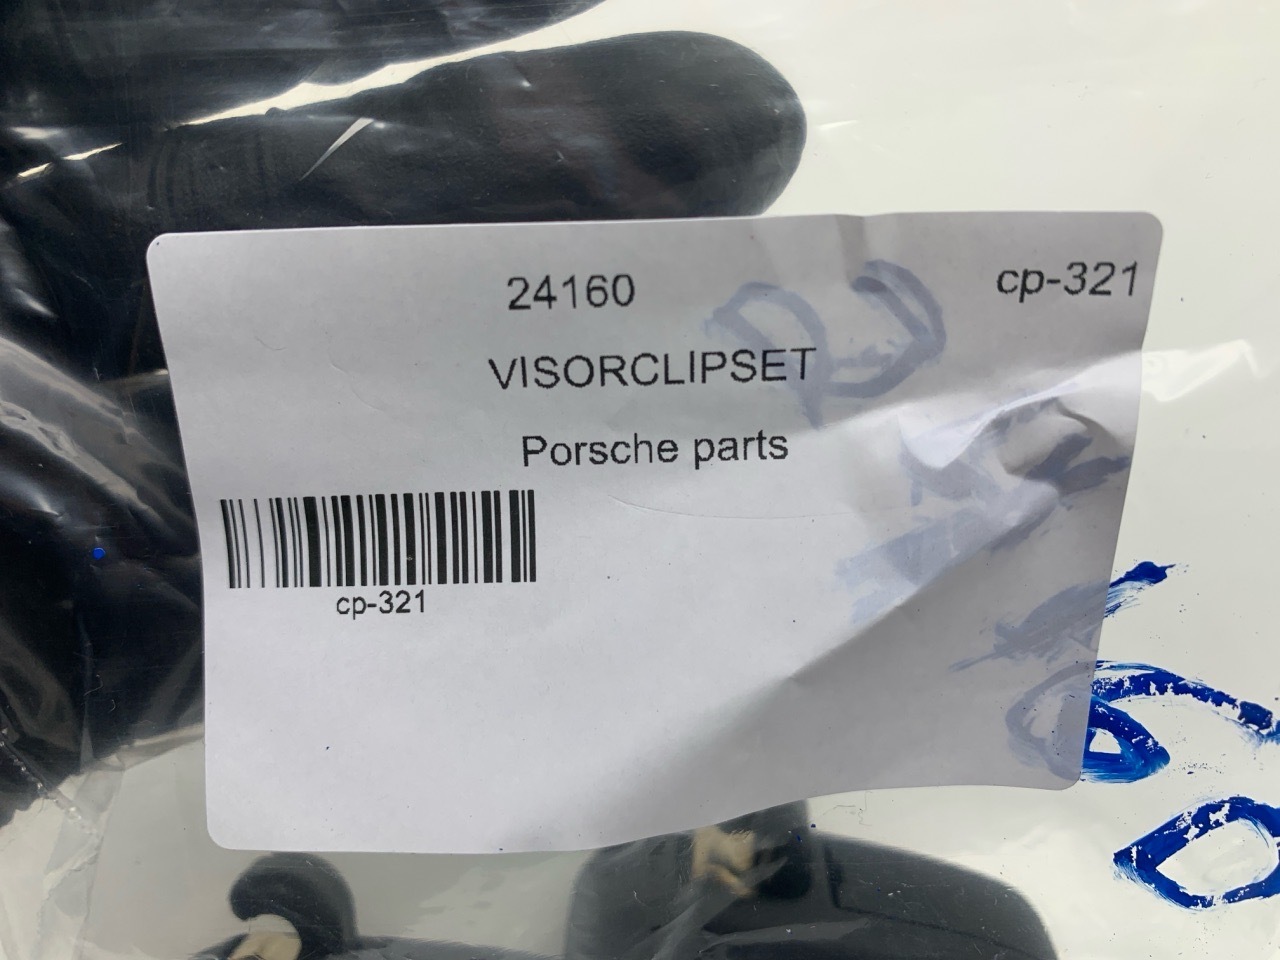 24160
cp-321
VISORCLIPSET
Porsche parts
cp-321